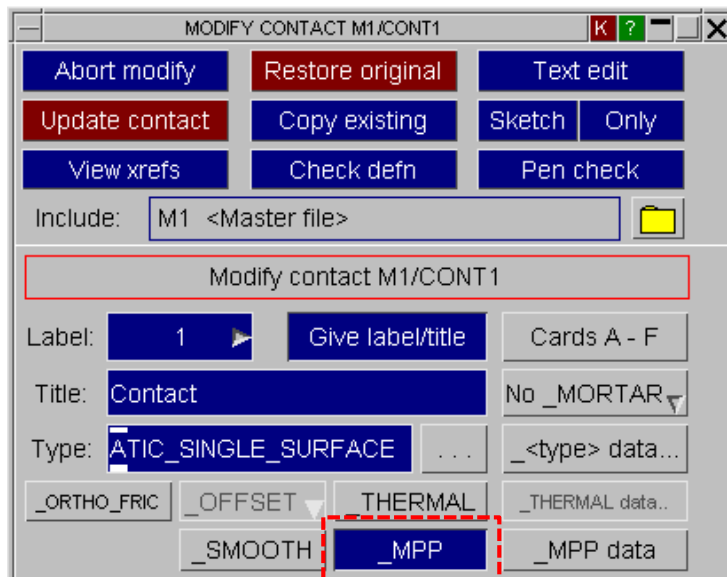 MODIFY CONTACT M1/CONT1 K ?
Abort modify Restore original Text edit
Update contact Copy existing Sketch Only
View xrefs Check defn Pen check
Include: M1 <Master file>
Modify contact M1/CONT1
Label: 1 Give label/title Cards A - F
Title: Contact No _MORTAR
Type: ATIC_SINGLE_SURFACE . . . _<type> data...
_ORTHO_FRIC _OFFSET _THERMAL _THERMAL data..
_SMOOTH _MPP _MPP data